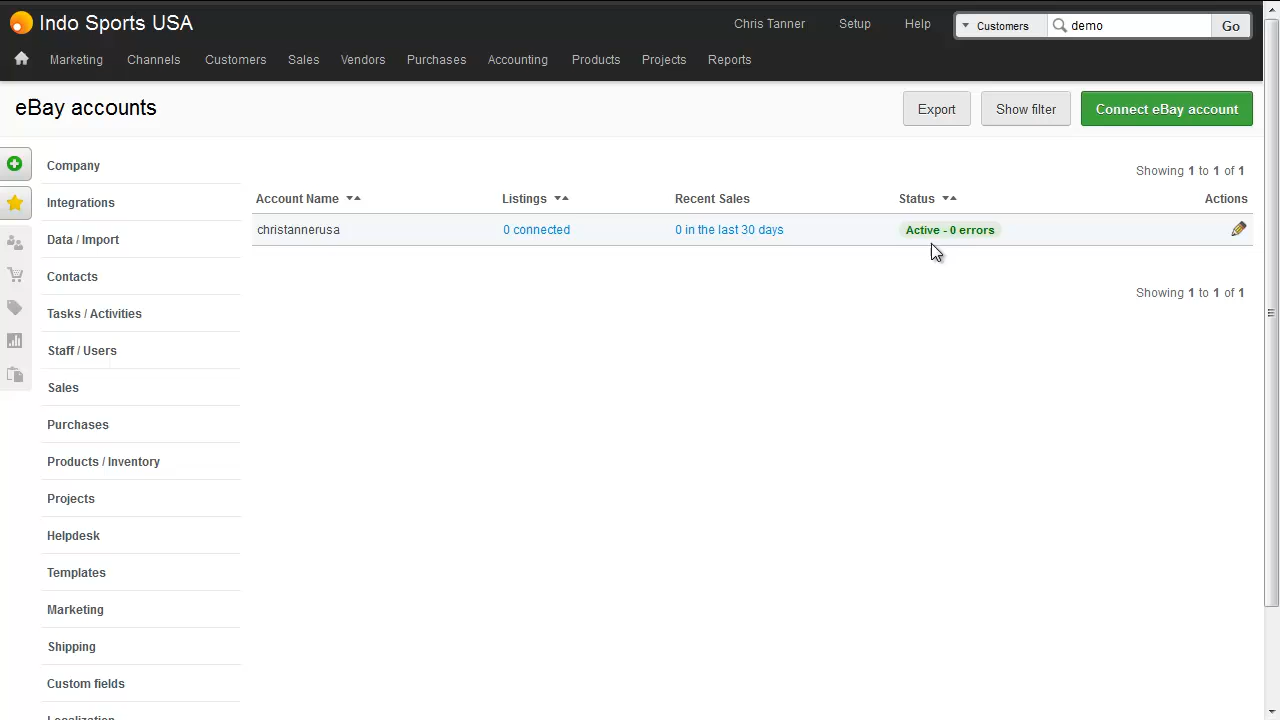 Indo Sports USA
Chris Tanner Setup Help Customers demo Go
Marketing Channels Customers Sales Vendors Purchases Accounting Products Projects Reports
eBay accounts
Export Show filter Connect eBay account
Company
Integrations
Data / Import
Contacts
Tasks / Activities
Staff / Users
Sales
Purchases
Products / Inventory
Projects
Helpdesk
Templates
Marketing
Shipping
Custom fields
Localization
Showing 1 to 1 of 1
Account Name Listings Recent Sales Status Actions
christannerusa 0 connected 0 in the last 30 days Active - 0 errors
Showing 1 to 1 of 1